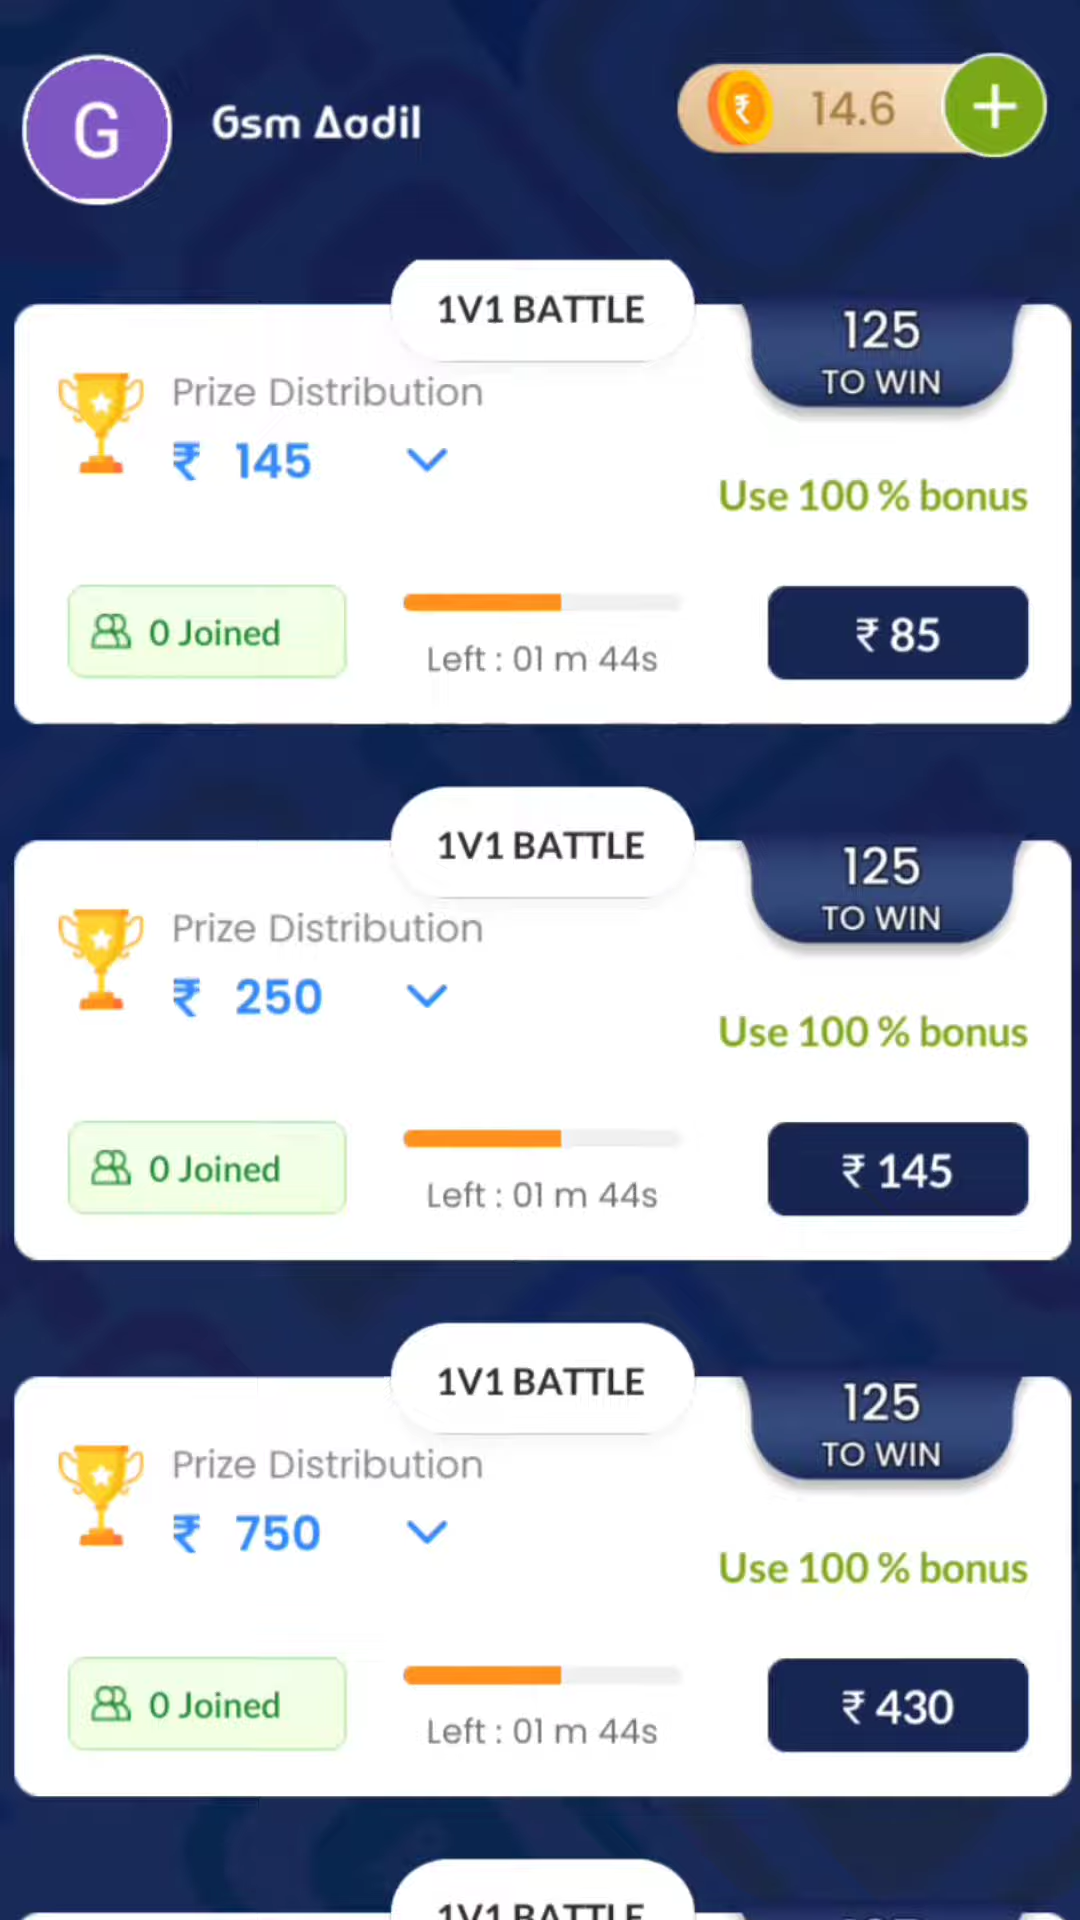 G
Gsm Aadil
₹ 14.6 +
1V1 BATTLE
125
TO WIN
Prize Distribution
₹ 145
Use 100 % bonus
0 Joined
Left : 01 m 44s
₹ 85
1V1 BATTLE
125
TO WIN
Prize Distribution
₹ 250
Use 100 % bonus
0 Joined
Left : 01 m 44s
₹ 145
1V1 BATTLE
125
TO WIN
Prize Distribution
₹ 750
Use 100 % bonus
0 Joined
Left : 01 m 44s
₹ 430
1V1 BATTLE